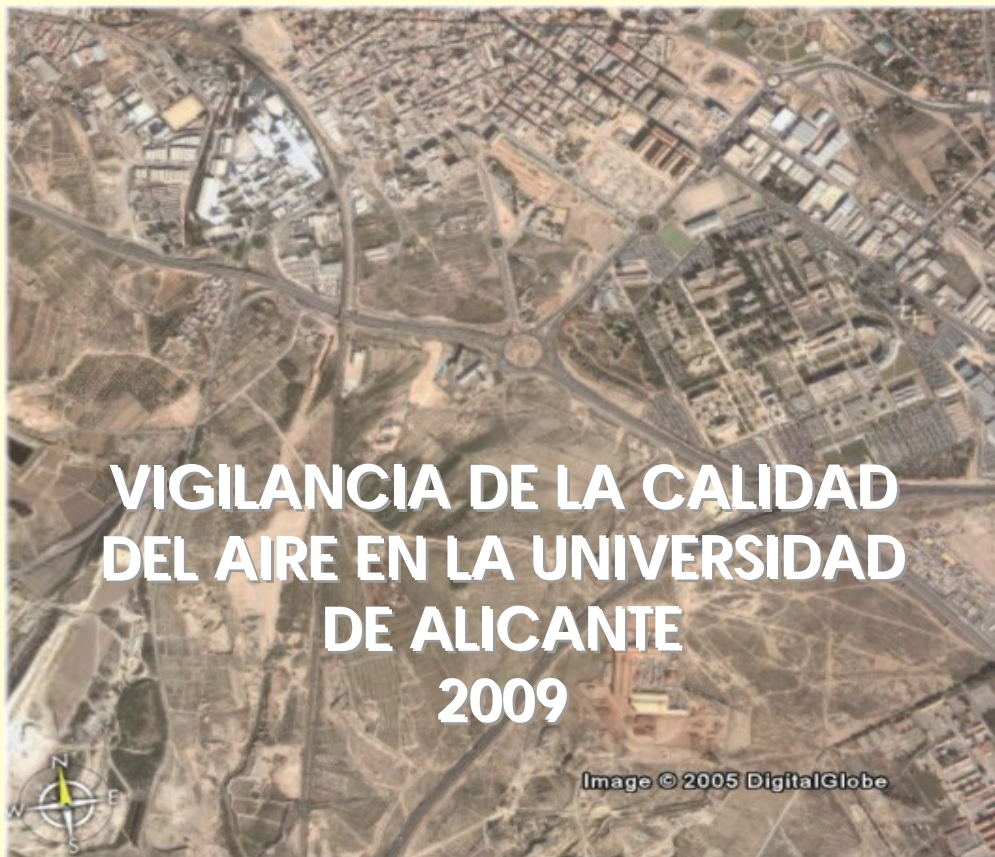 VIGILANCIA DE LA CALIDAD
DEL AIRE EN LA UNIVERSIDAD
DE ALICANTE
2009
Image © 2005 DigitalGlobe
N
W E
S